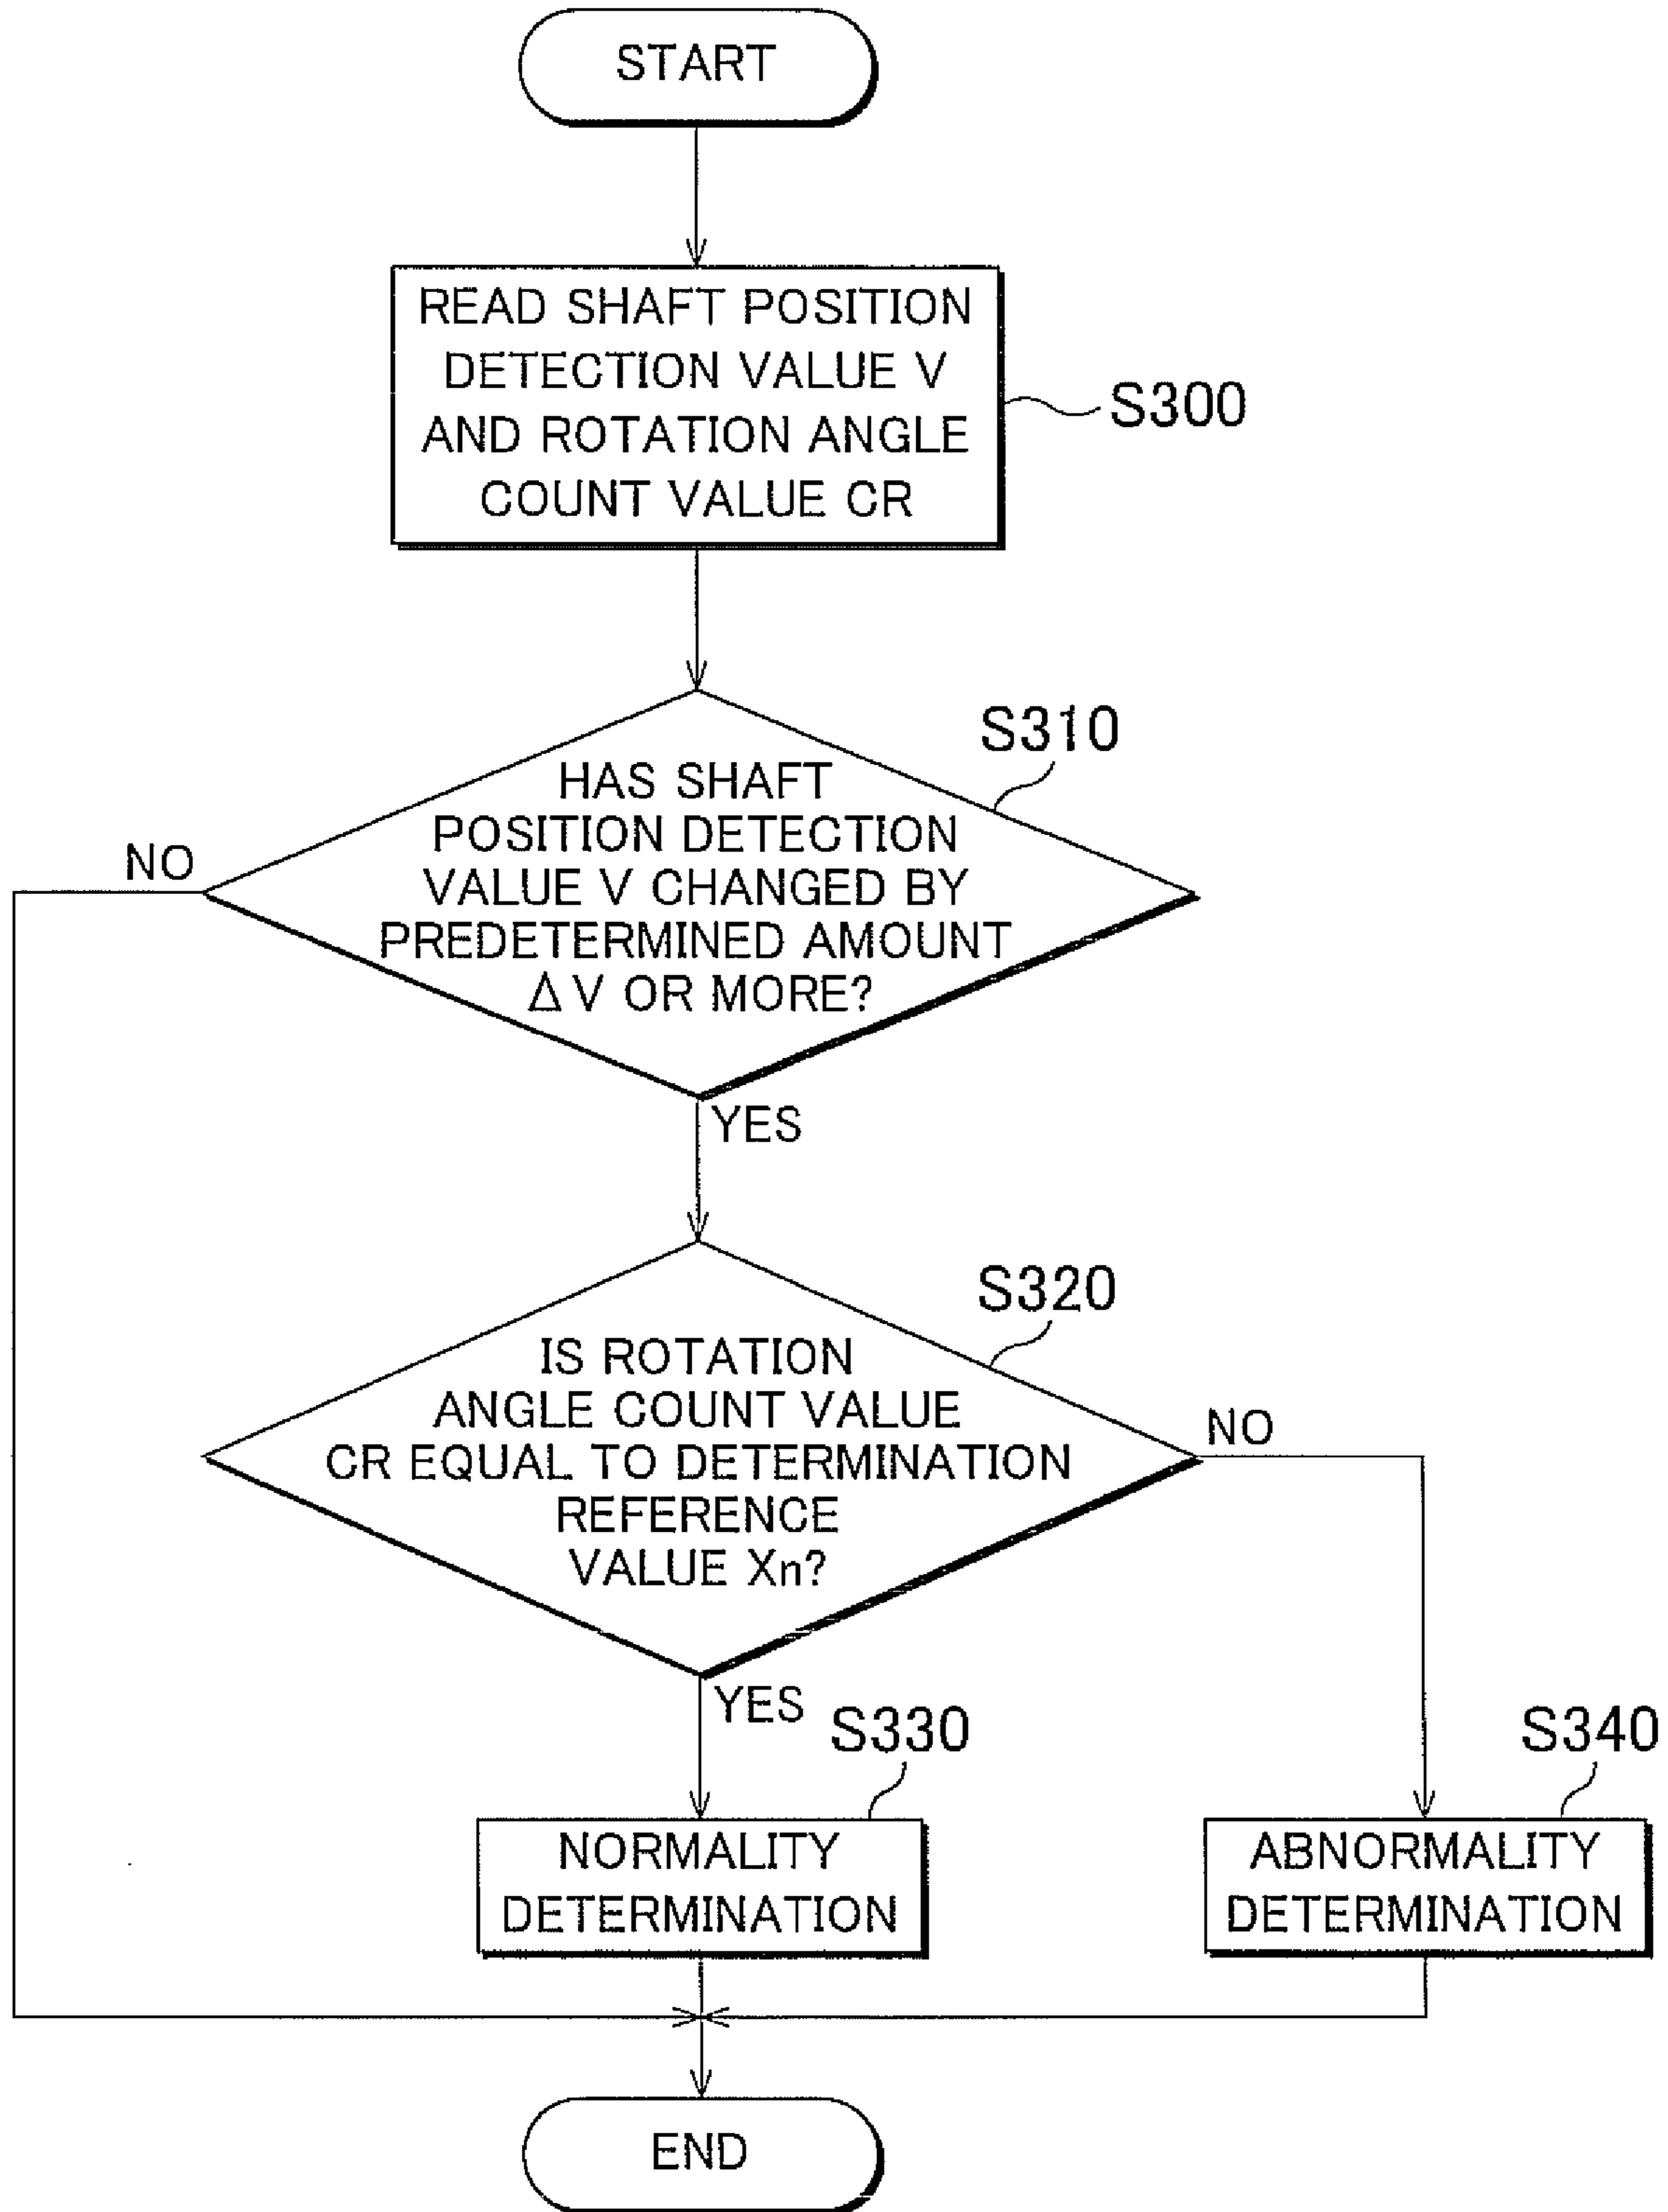 START
READ SHAFT POSITION
DETECTION VALUE V
AND ROTATION ANGLE
COUNT VALUE CR
S300
S310
HAS SHAFT
POSITION DETECTION
VALUE V CHANGED BY
PREDETERMINED AMOUNT
Δ V OR MORE?
NO
YES
S320
IS ROTATION
ANGLE COUNT VALUE
CR EQUAL TO DETERMINATION
REFERENCE
VALUE Xn?
NO
YES
S330
NORMALITY
DETERMINATION
S340
ABNORMALITY
DETERMINATION
END